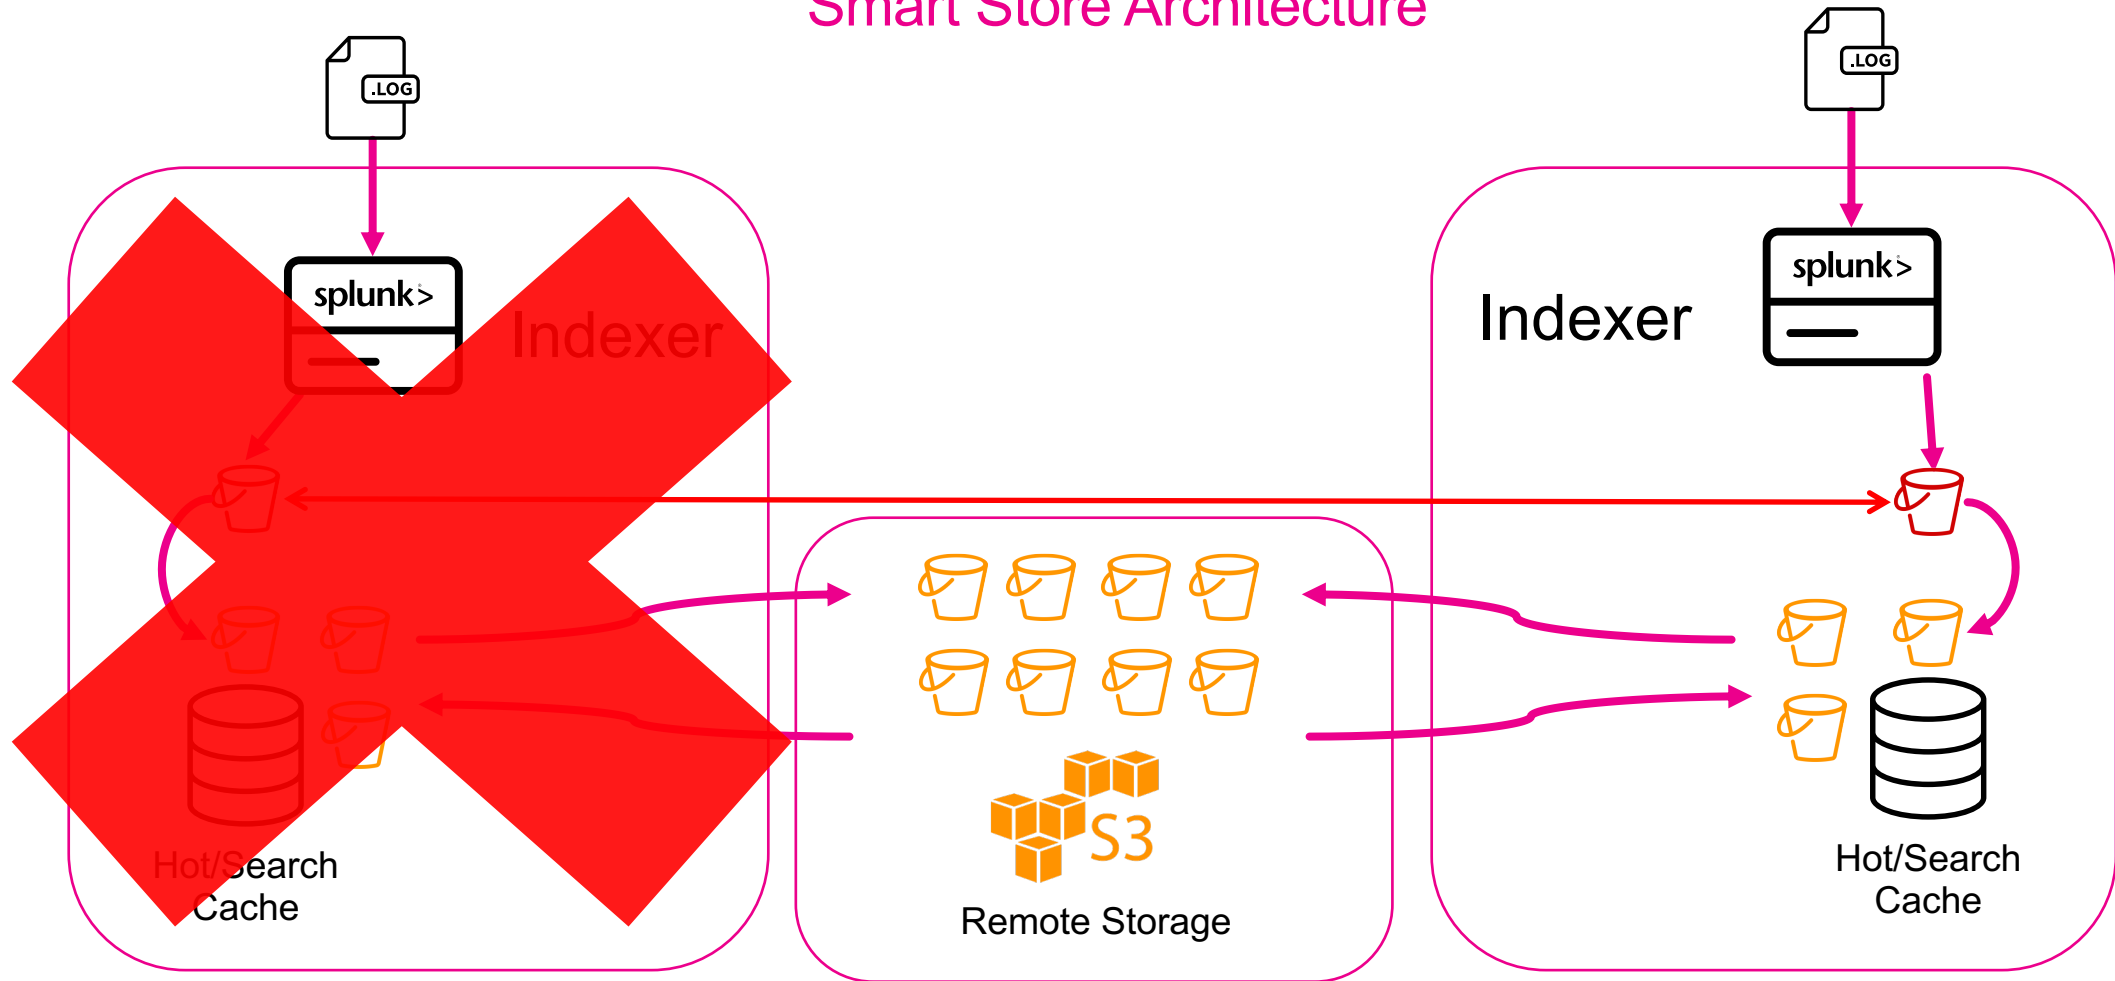 Smart Store Architecture
.LOG
.LOG
splunk>
Indexer
splunk>
Indexer
S3
Hot/Search
Cache
Remote Storage
Hot/Search
Cache